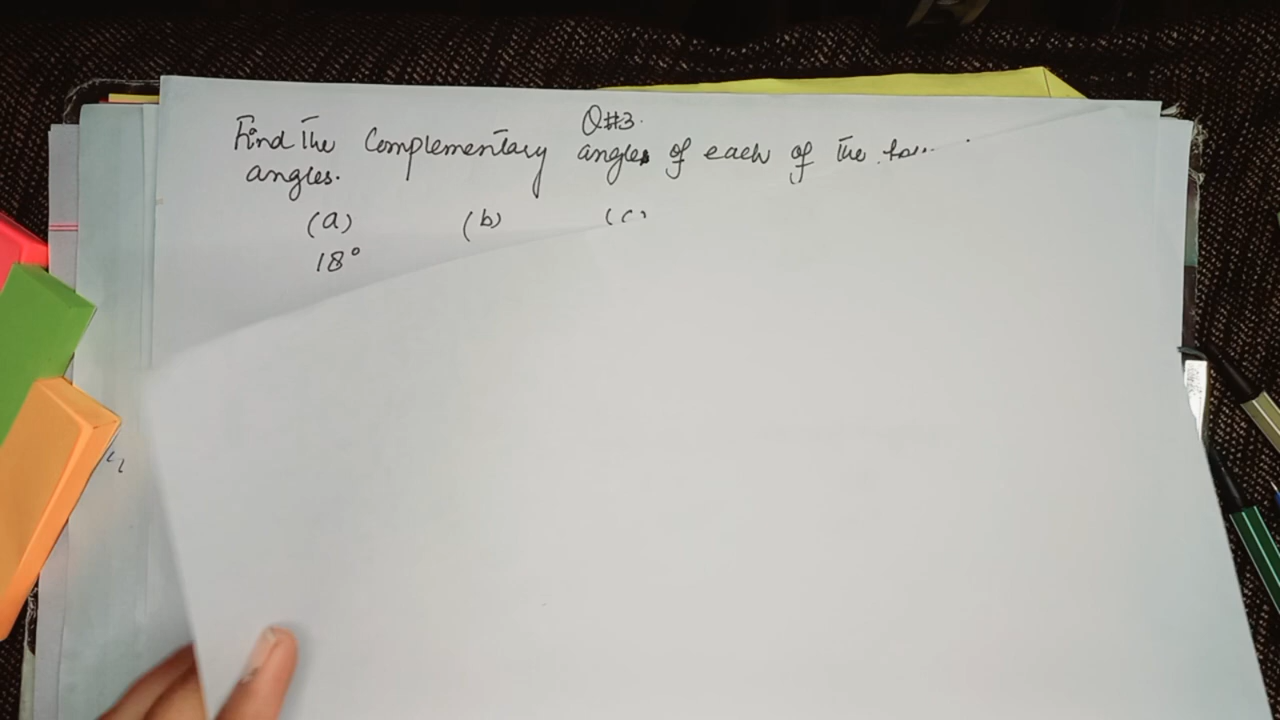 Q#3.
Find The Complementary angles of each of the
angles.
(a) (b) (c)
18°